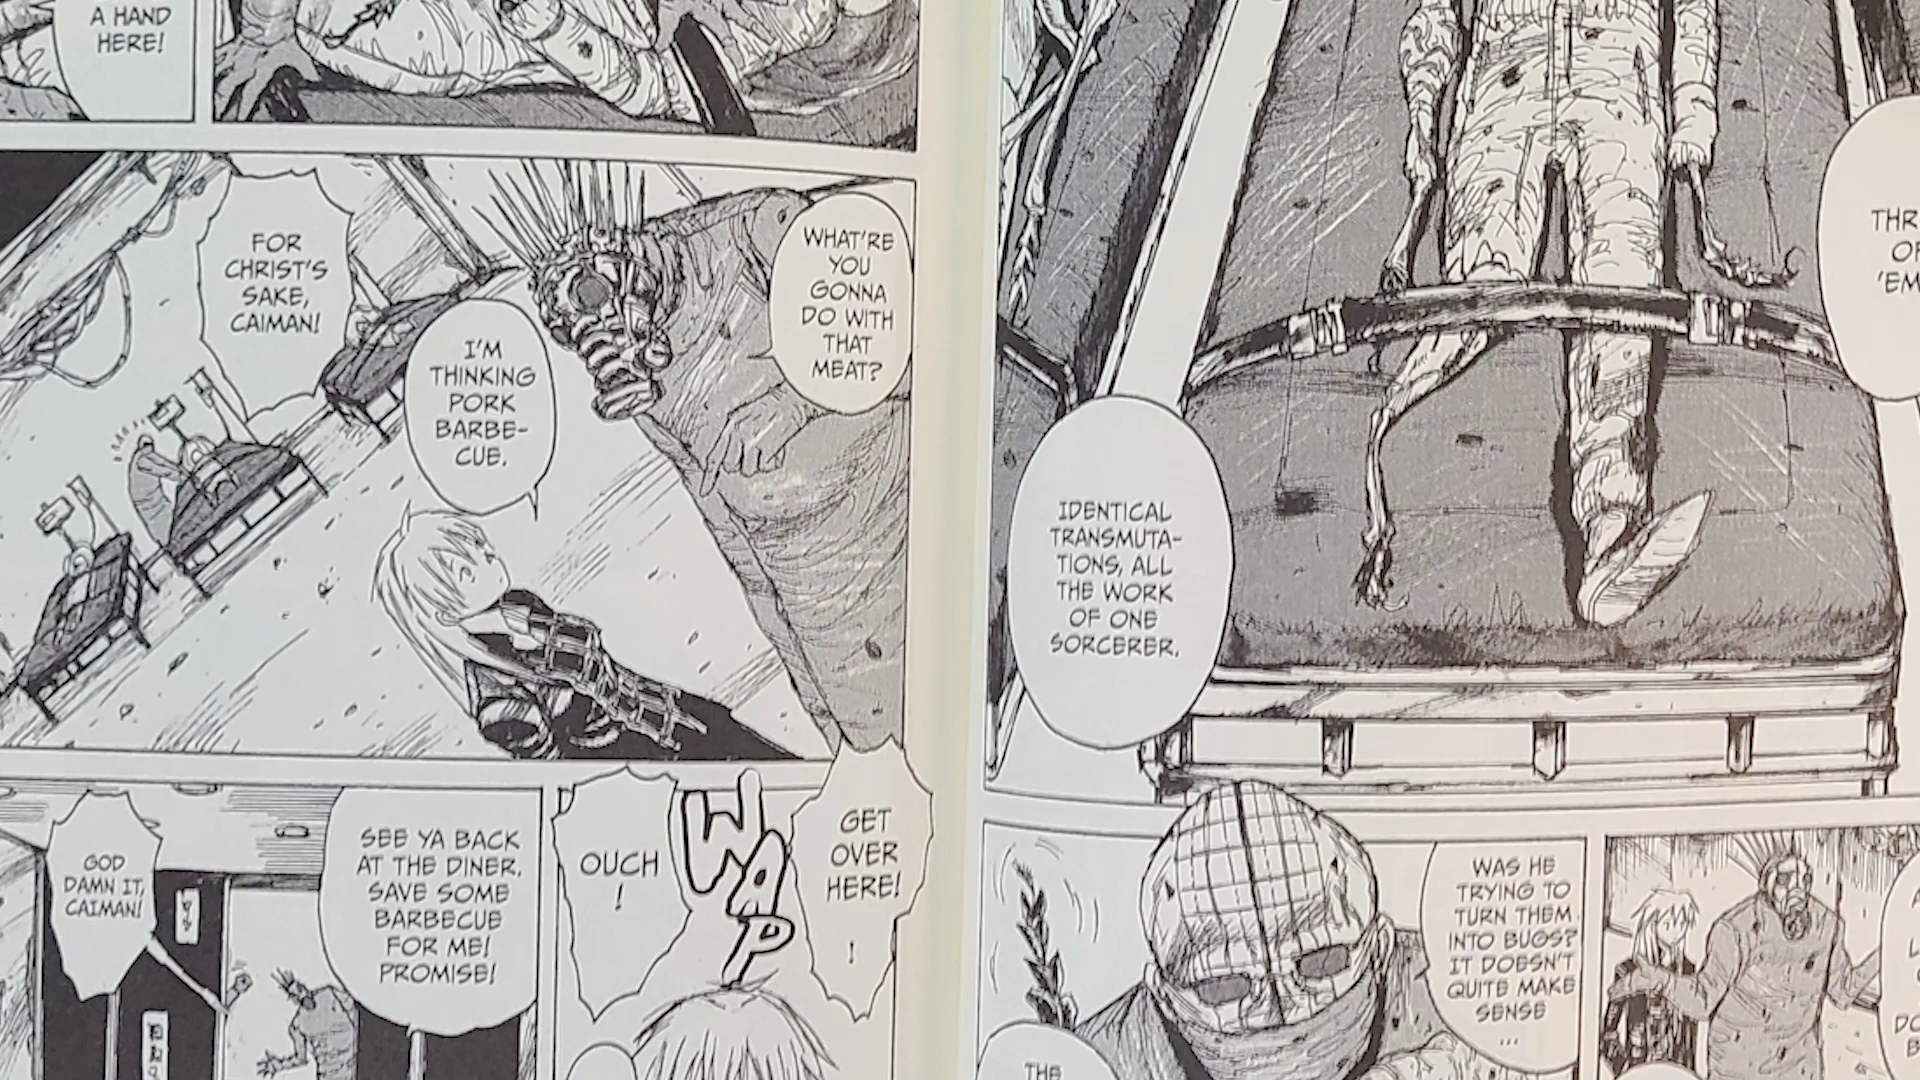 THR
OF
'EM
IDENTICAL
TRANSMUTA-
TIONS, ALL
THE WORK
OF ONE
SORCERER.
WAS HE
TRYING TO
TURN THEM
INTO BUGS?
IT DOESN'T
QUITE MAKE
SENSE
...
THE
A HAND
HERE!
WHAT'RE
YOU
GONNA
DO WITH
THAT
MEAT?
I'M
THINKING
PORK
BARBE-
CUE.
FOR
CHRIST'S
SAKE,
CAIMAN!
GET
OVER
HERE!
!
WAP
OUCH
!
SEE YA BACK
AT THE DINER.
SAVE SOME
BARBECUE
FOR ME!
PROMISE!
GOD
DAMN IT,
CAIMAN!